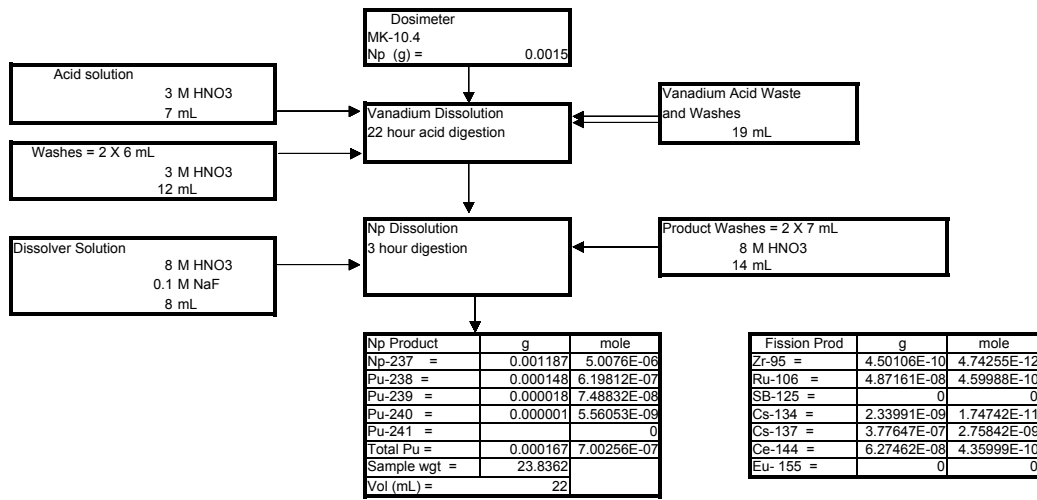 Dosimeter
MK-10.4
Np (g) = 0.0015
Acid solution
3 M HNO3
7 mL
Vanadium Dissolution
22 hour acid digestion
Vanadium Acid Waste
and Washes
19 mL
Washes = 2 X 6 mL
3 M HNO3
12 mL
Np Dissolution
3 hour digestion
Product Washes = 2 X 7 mL
8 M HNO3
14 mL
Dissolver Solution
8 M HNO3
0.1 M NaF
8 mL
Np Product g mole
Np-237 = 0.001187 5.0076E-06
Pu-238 = 0.000148 6.19812E-07
Pu-239 = 0.000018 7.48832E-08
Pu-240 = 0.000001 5.56053E-09
Pu-241 = 0
Total Pu = 0.000167 7.00256E-07
Sample wgt = 23.8362
Vol (mL) = 22
Fission Prod g mole
Zr-95 = 4.50106E-10 4.74255E-12
Ru-106 = 4.87161E-08 4.59988E-10
SB-125 = 0 0
Cs-134 = 2.33991E-09 1.74742E-11
Cs-137 = 3.77647E-07 2.75842E-09
Ce-144 = 6.27462E-08 4.35999E-10
Eu- 155 = 0 0